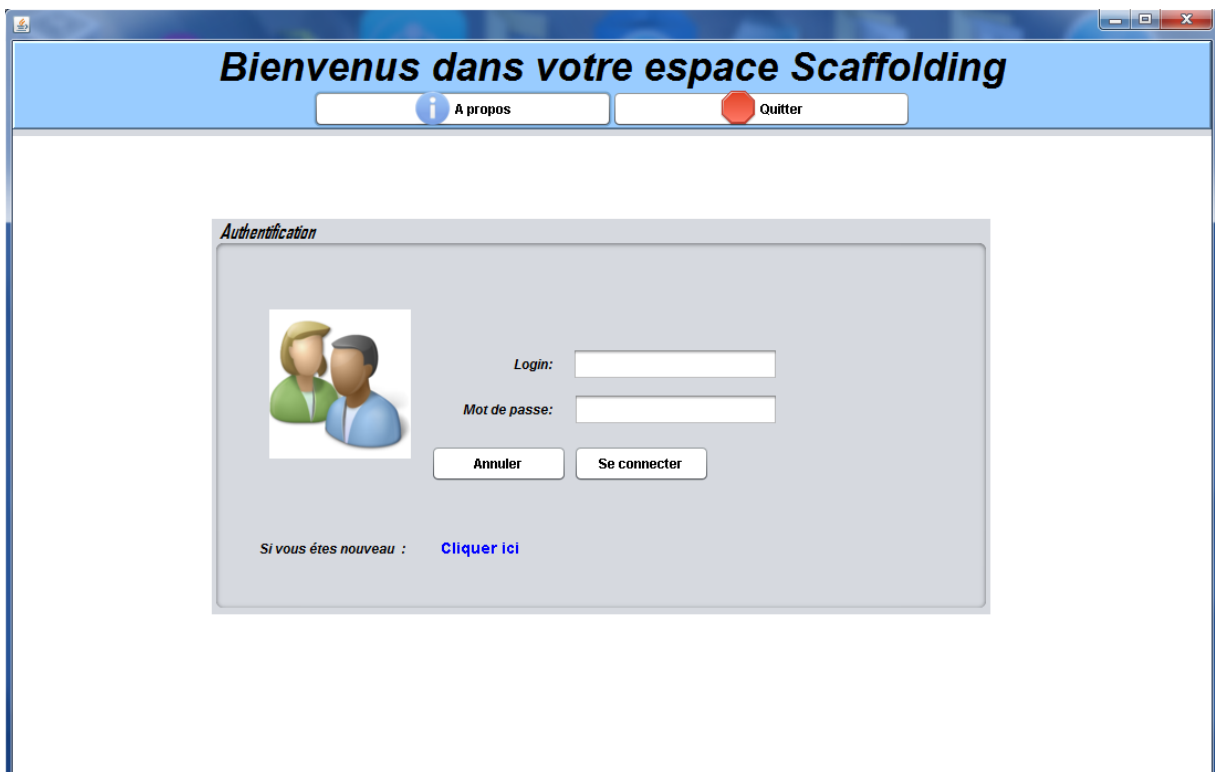 Bienvenus dans votre espace Scaffolding
A propos Quitter
Authentification
Login:
Mot de passe:
Annuler Se connecter
Si vous étes nouveau : Cliquer ici